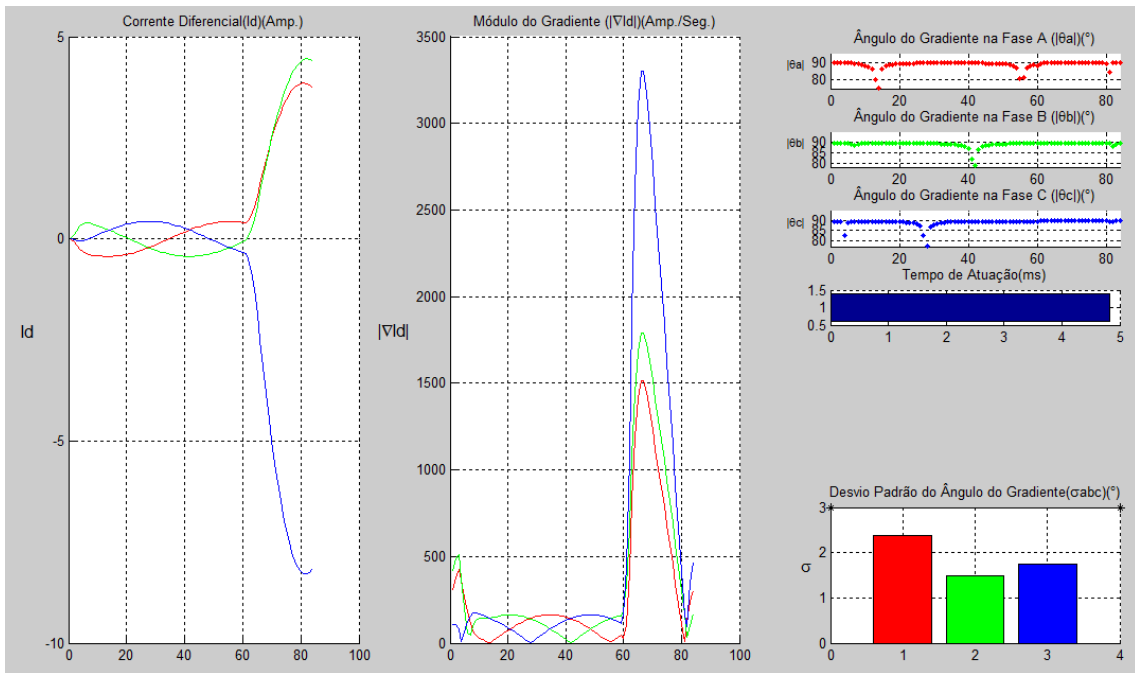 Corrente Diferencial(Id)(Amp.)
5
0
-5
-10
Id
0 20 40 60 80 100
Módulo do Gradiente (|∇Id|)(Amp./Seg.)
3500
3000
2500
2000
1500
1000
500
0
|∇Id|
0 20 40 60 80 100
Ângulo do Gradiente na Fase A (|θa|)(°)
|θa|
90
80
0 20 40 60 80
Ângulo do Gradiente na Fase B (|θb|)(°)
|θb|
90
85
80
0 20 40 60 80
Ângulo do Gradiente na Fase C (|θc|)(°)
|θc|
90
85
80
0 20 40 60 80
Tempo de Atuação(ms)
1.5
1
0.5
0 1 2 3 4 5
Desvio Padrão do Ângulo do Gradiente(σabc)(°)
3
2
1
0
σ
0 1 2 3 4